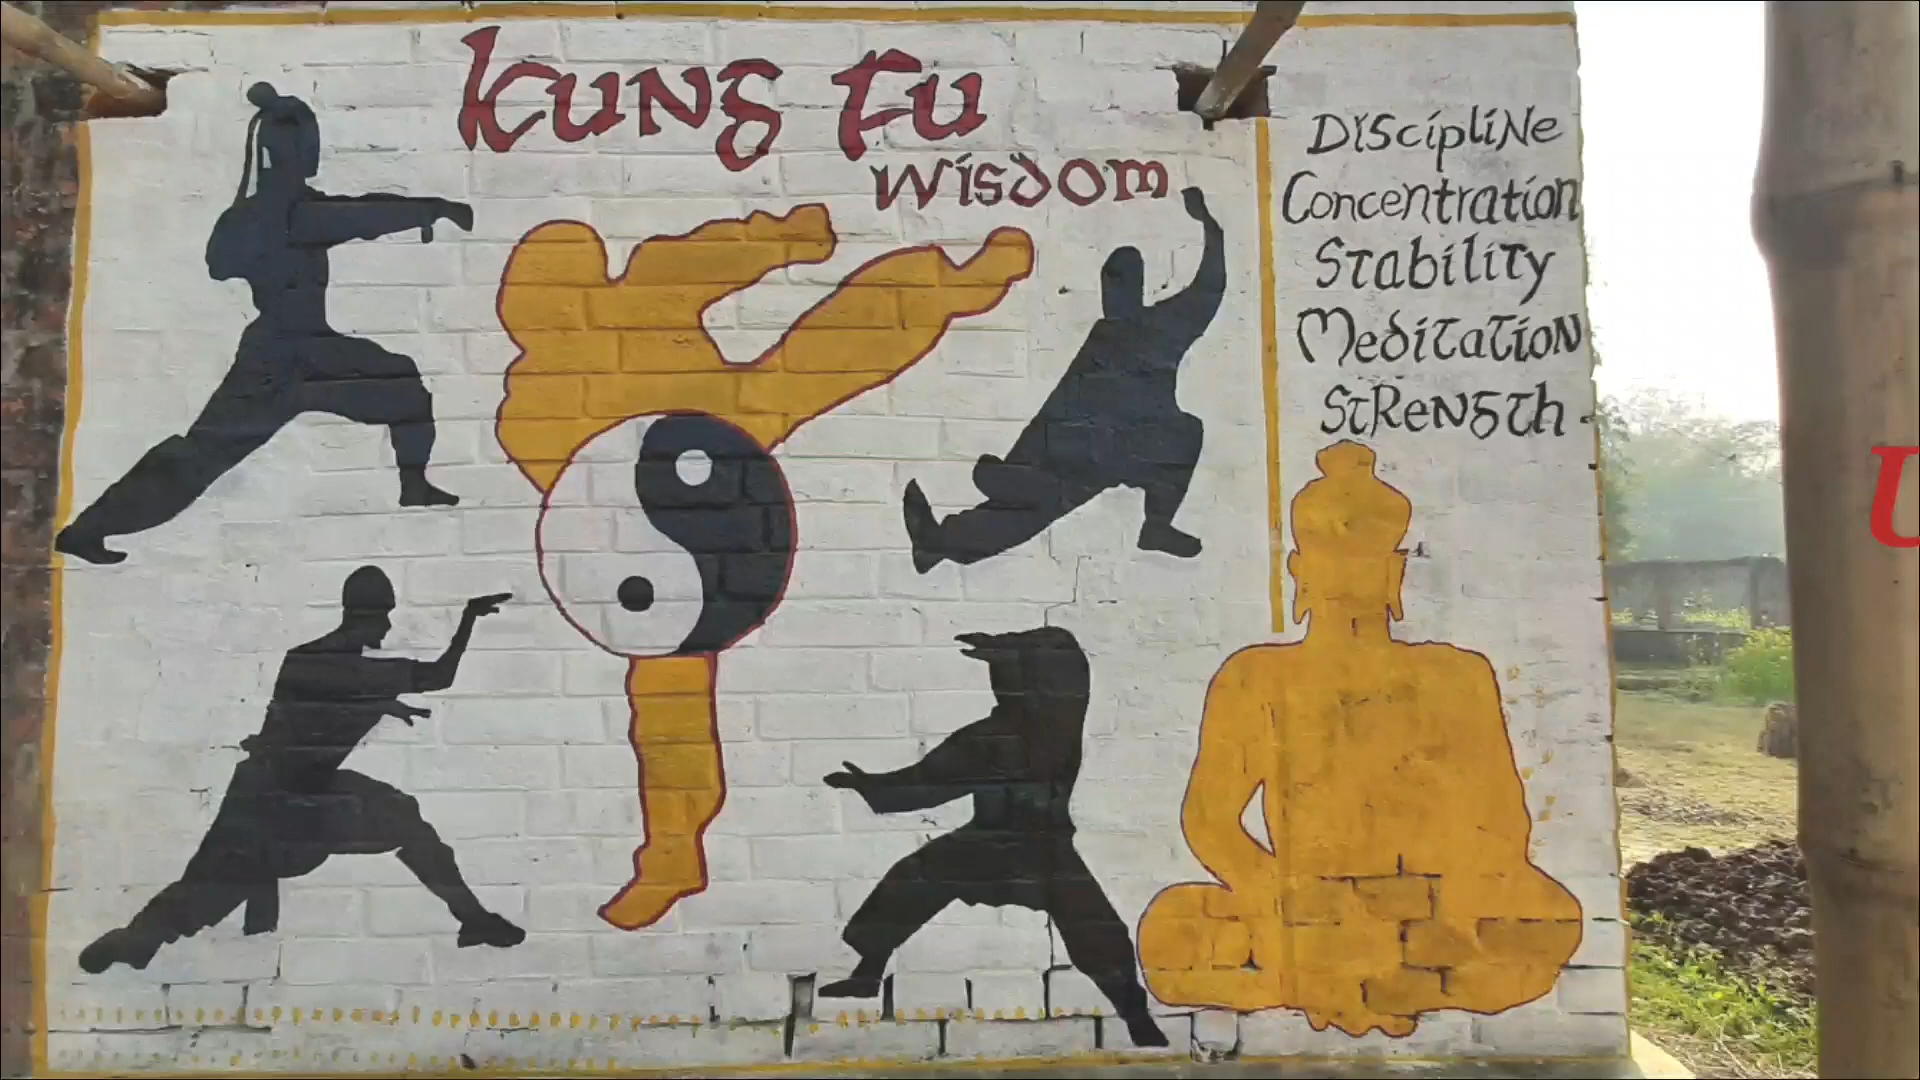 Kung Fu
Wisdom
Discipline
Concentration
Stability
Meditation
Strength
U